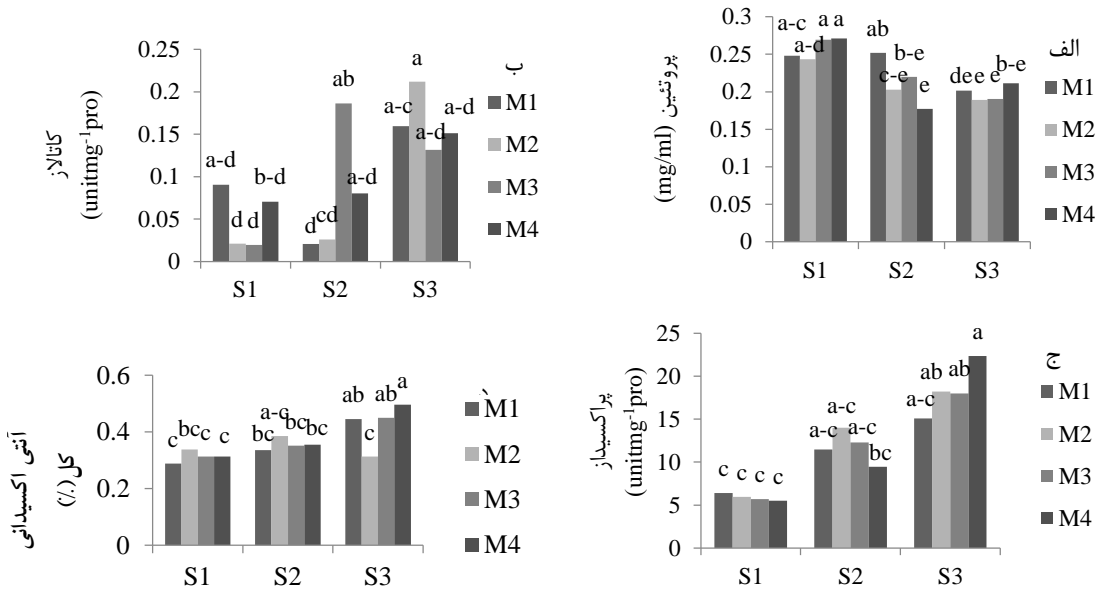 ب
کاتالاز
(unitmg⁻¹pro)
0.25
0.2
0.15
0.1
0.05
0
a-d d d b-d
d cd ab a-d
a-c a a-d a-d
S1 S2 S3
M1
M2
M3
M4
الف
پروتئین (mg/ml)
0.3
0.25
0.2
0.15
0.1
0.05
0
a-c a-d a a
ab c-e b-e e
de e e b-e
S1 S2 S3
M1
M2
M3
M4
آنتی اکسیدانی
کل (٪)
0.6
0.4
0.2
0
c bc c c
bc a-c bc bc
ab c ab a
S1 S2 S3
M1
M2
M3
M4
ج
پراکسیداز
(unitmg⁻¹pro)
25
20
15
10
5
0
c c c c
a-c a-c a-c bc
a-c ab ab a
S1 S2 S3
M1
M2
M3
M4